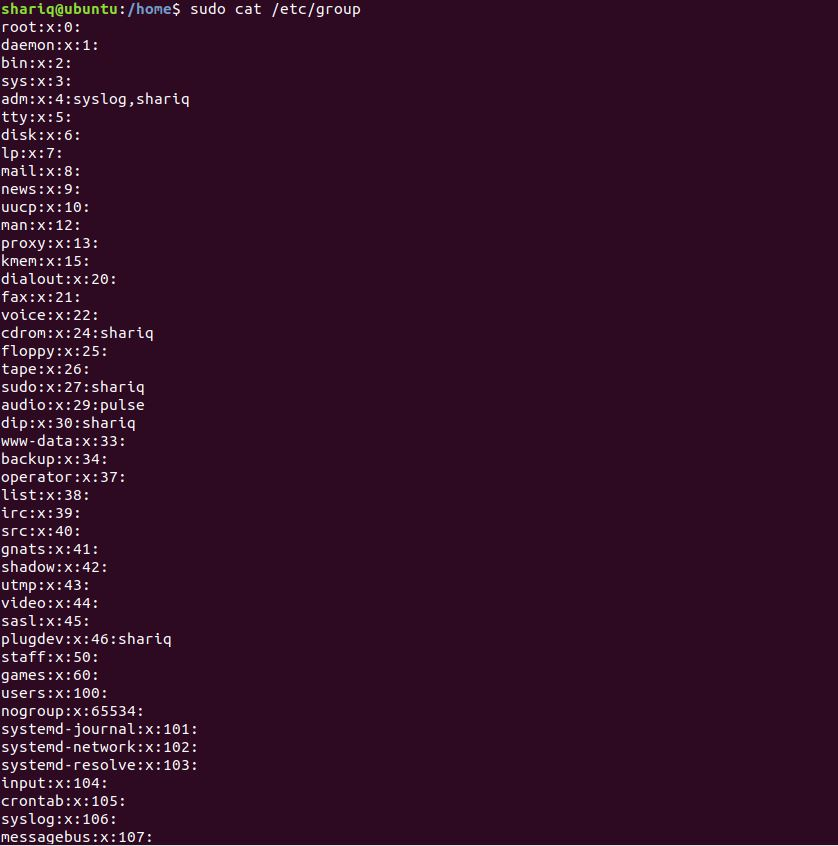 shariq@ubuntu:/home$ sudo cat /etc/group
root:x:0:
daemon:x:1:
bin:x:2:
sys:x:3:
adm:x:4:syslog,shariq
tty:x:5:
disk:x:6:
lp:x:7:
mail:x:8:
news:x:9:
uucp:x:10:
man:x:12:
proxy:x:13:
kmem:x:15:
dialout:x:20:
fax:x:21:
voice:x:22:
cdrom:x:24:shariq
floppy:x:25:
tape:x:26:
sudo:x:27:shariq
audio:x:29:pulse
dip:x:30:shariq
www-data:x:33:
backup:x:34:
operator:x:37:
list:x:38:
irc:x:39:
src:x:40:
gnats:x:41:
shadow:x:42:
utmp:x:43:
video:x:44:
sasl:x:45:
plugdev:x:46:shariq
staff:x:50:
games:x:60:
users:x:100:
nogroup:x:65534:
systemd-journal:x:101:
systemd-network:x:102:
systemd-resolve:x:103:
input:x:104:
crontab:x:105:
syslog:x:106:
messagebus:x:107: